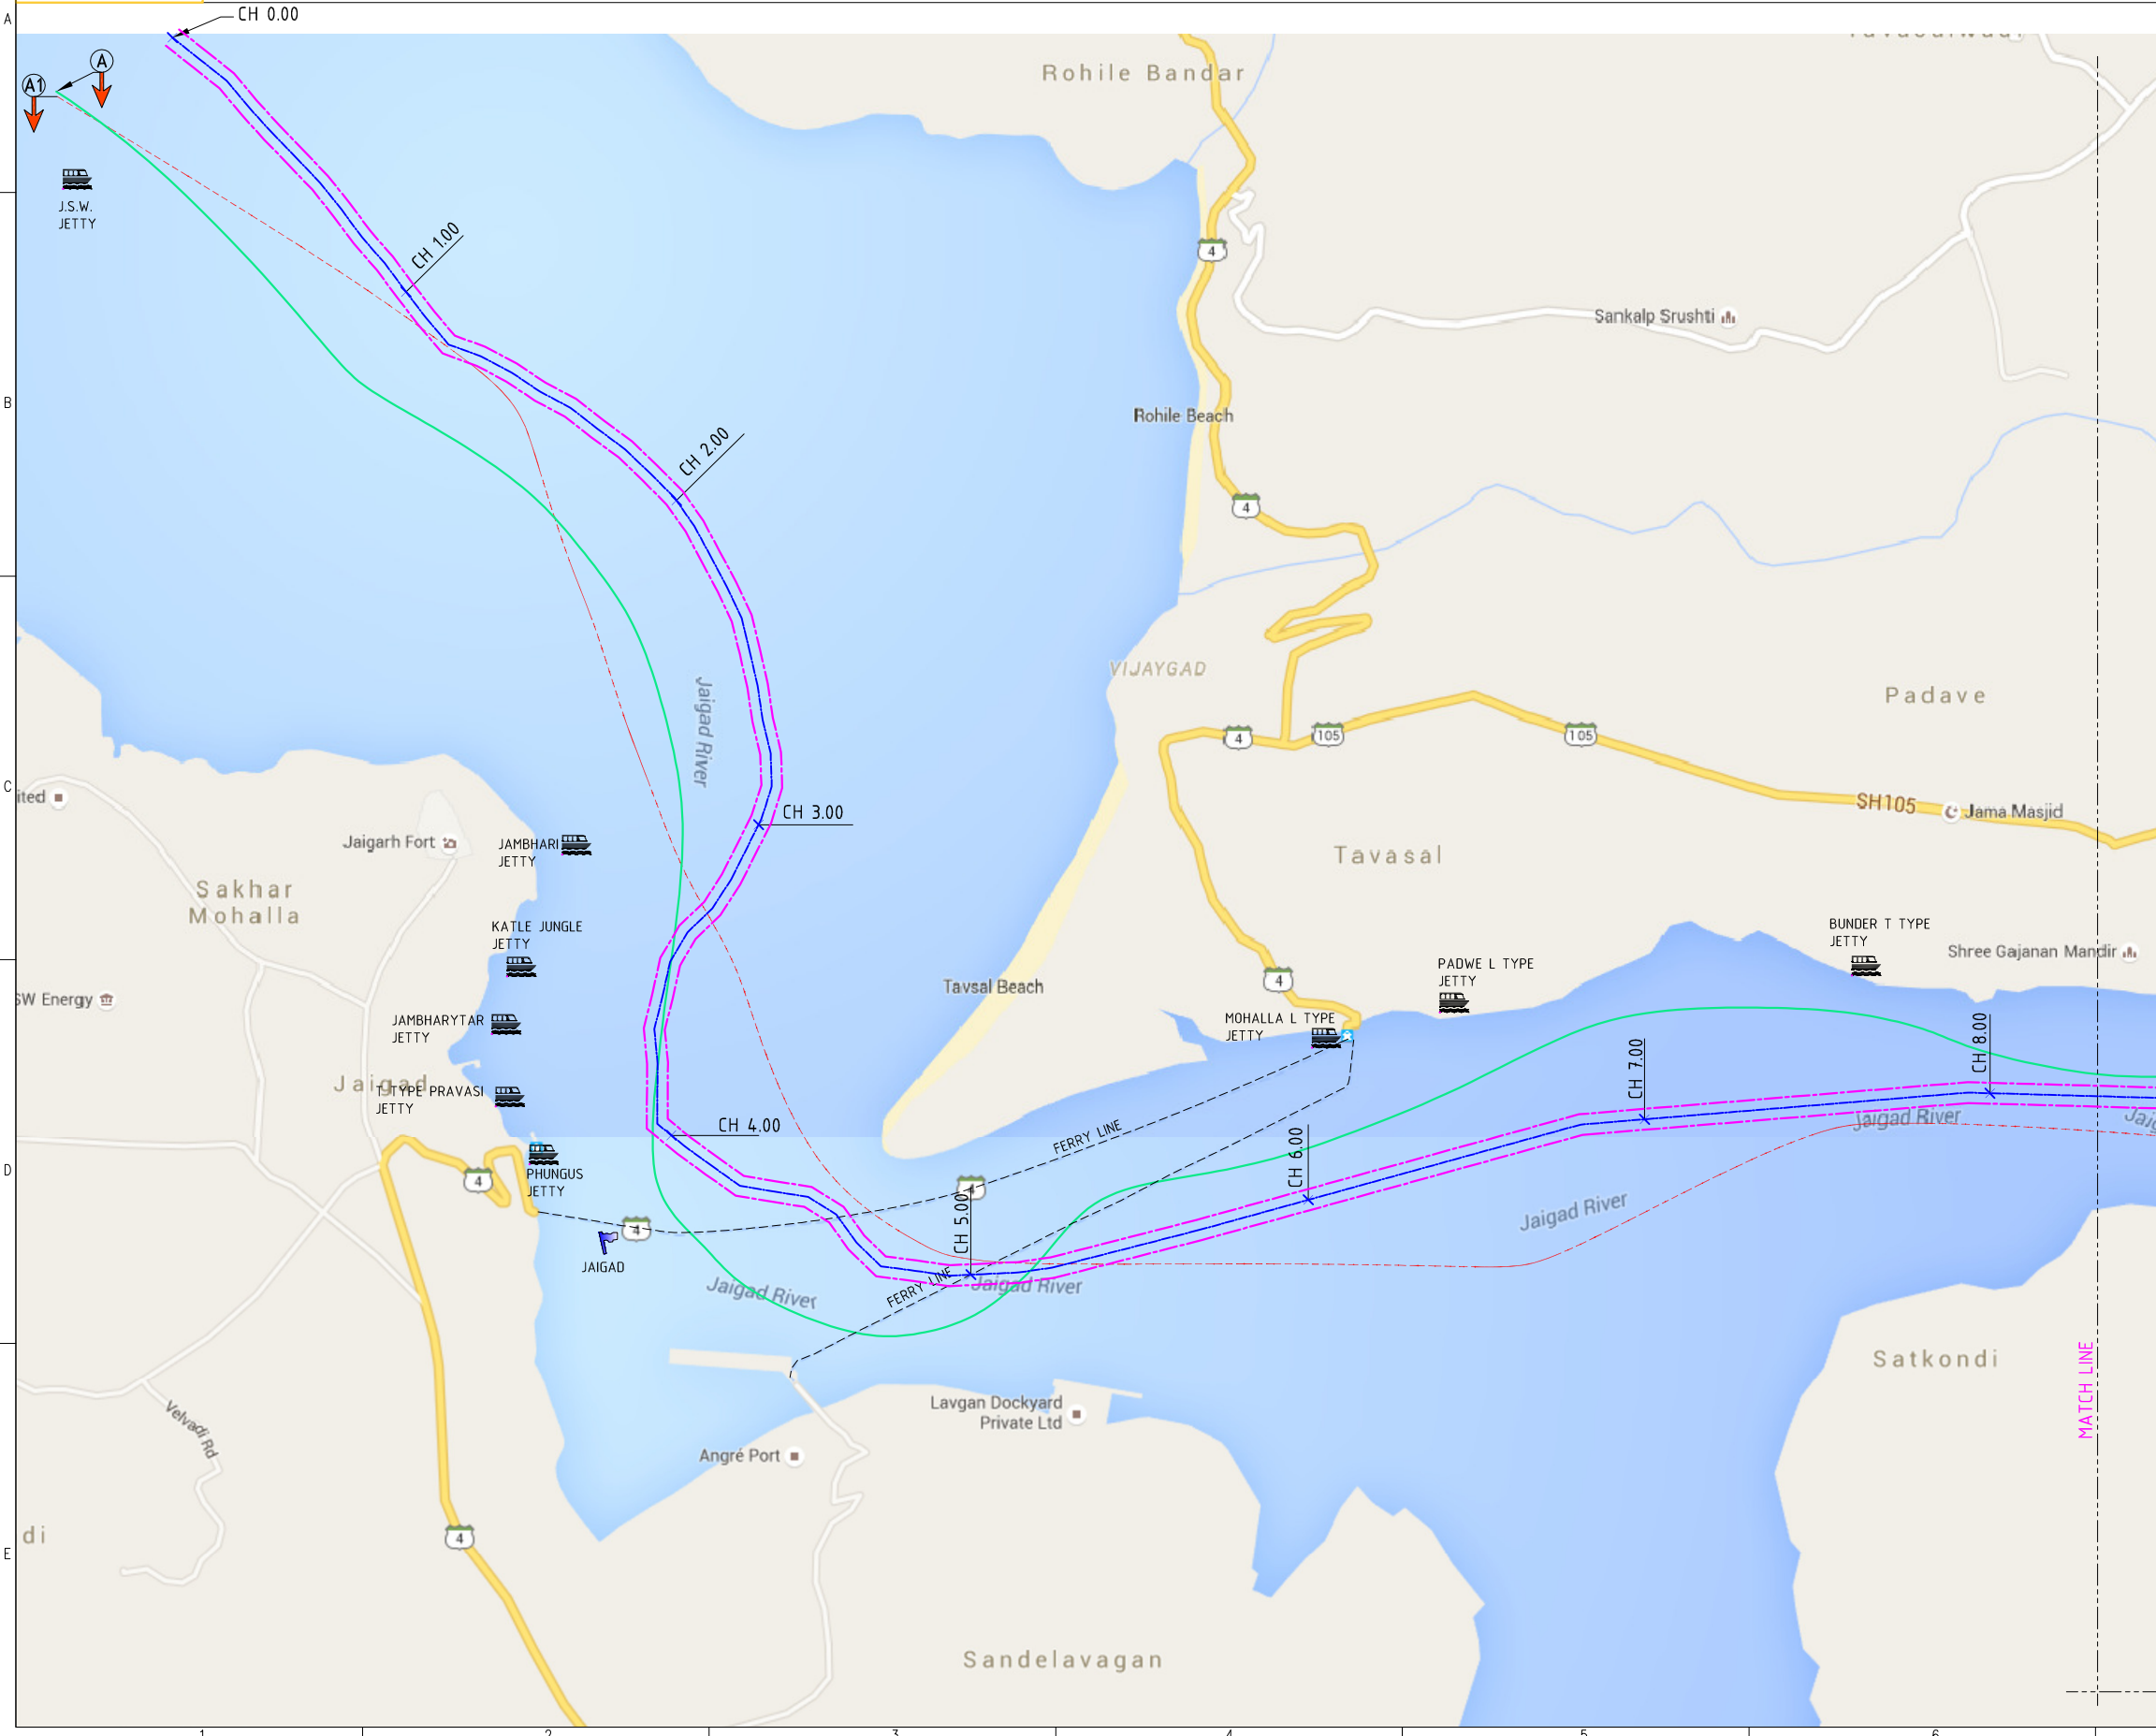 A
CH 0.00
A
A1
Rohile Bandar
J.S.W.
JETTY
CH 1.00
4
Sankalp Srushti
B
Rohile Beach
CH 2.00
4
VIJAYGAD
Padave
Jaigad River
4
105
105
C
ited
SH105
Jama Masjid
CH 3.00
Jaigarh Fort
JAMBHARI
JETTY
Tavasal
Sakhar
Mohalla
KATLE JUNGLE
JETTY
BUNDER T TYPE
JETTY
Shree Gajanan Mandir
PADWE L TYPE
JETTY
4
Tavsal Beach
SW Energy
MOHALLA L TYPE
JETTY
JAMBHARYTAR
JETTY
CH 7.00
CH 8.00
Jaigad
T TYPE PRAVASI
JETTY
Jaigad River
CH 4.00
FERRY LINE
CH 6.00
D
4
PHUNGUS
JETTY
4
CH 5.00
4
Jaigad River
JAIGAD
FERRY LINE
Jaigad River
Jaigad River
Satkondi
MATCH LINE
Lavgan Dockyard
Private Ltd
Velvadi Rd
Angré Port
di
4
E
Sandelavagan
1
2
3
4
5
6